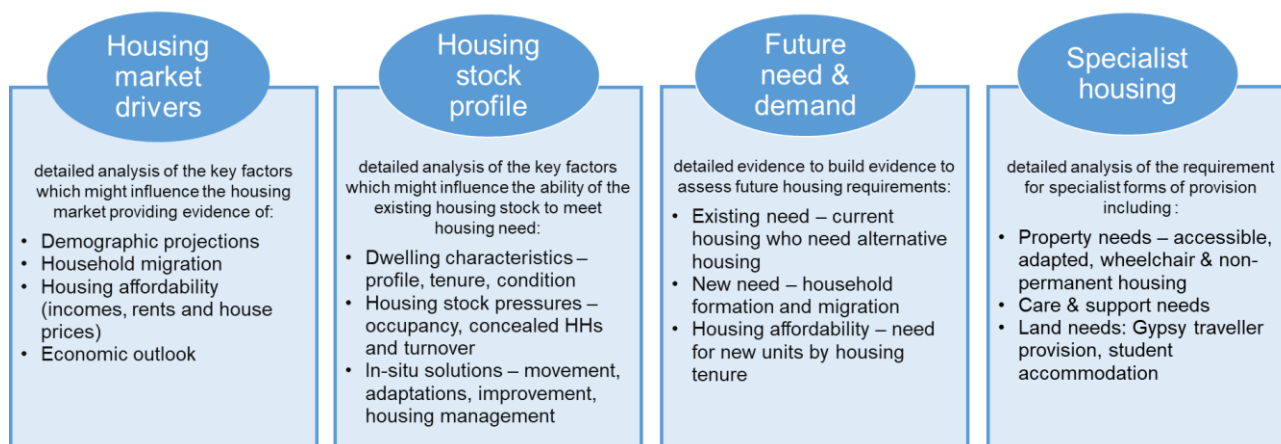 Housing
market
drivers
detailed analysis of the key factors
which might influence the housing
market providing evidence of:
• Demographic projections
• Household migration
• Housing affordability
(incomes, rents and house
prices)
• Economic outlook
Housing
stock
profile
detailed analysis of the key factors
which might influence the ability of the
existing housing stock to meet
housing need:
• Dwelling characteristics –
profile, tenure, condition
• Housing stock pressures –
occupancy, concealed HHs
and turnover
• In-situ solutions – movement,
adaptations, improvement,
housing management
Future
need &
demand
detailed evidence to build evidence to
assess future housing requirements:
• Existing need – current
housing who need alternative
housing
• New need – household
formation and migration
• Housing affordability – need
for new units by housing
tenure
Specialist
housing
detailed analysis of the requirement
for specialist forms of provision
including :
• Property needs – accessible,
adapted, wheelchair & non-
permanent housing
• Care & support needs
• Land needs: Gypsy traveller
provision, student
accommodation